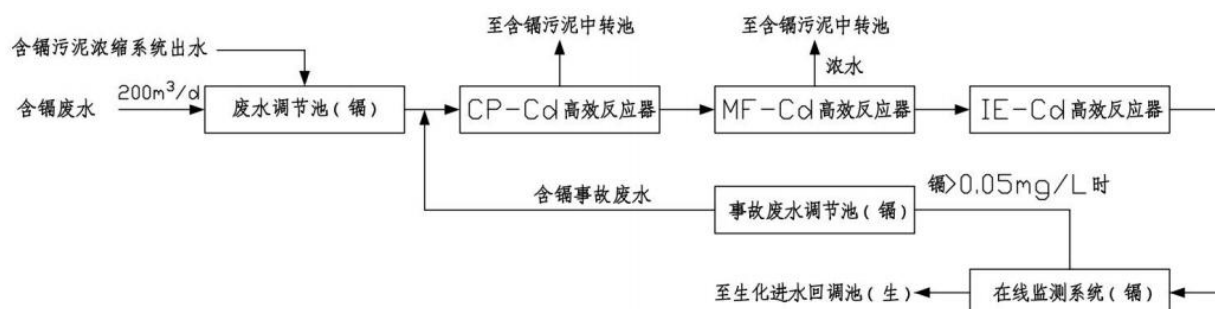 至含镉污泥中转池
至含镉污泥中转池
含镉污泥浓缩系统出水
浓水
200m³/d
含镉废水
废水调节池(镉)
CP-Cd高效反应器
MF-Cd高效反应器
IE-Cd高效反应器
镉>0.05mg/L时
含镉事故废水
事故废水调节池(镉)
至生化进水回调池(生)
在线监测系统(镉)